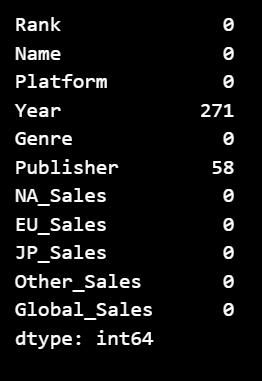 Rank 0
Name 0
Platform 0
Year 271
Genre 0
Publisher 58
NA_Sales 0
EU_Sales 0
JP_Sales 0
Other_Sales 0
Global_Sales 0
dtype: int64